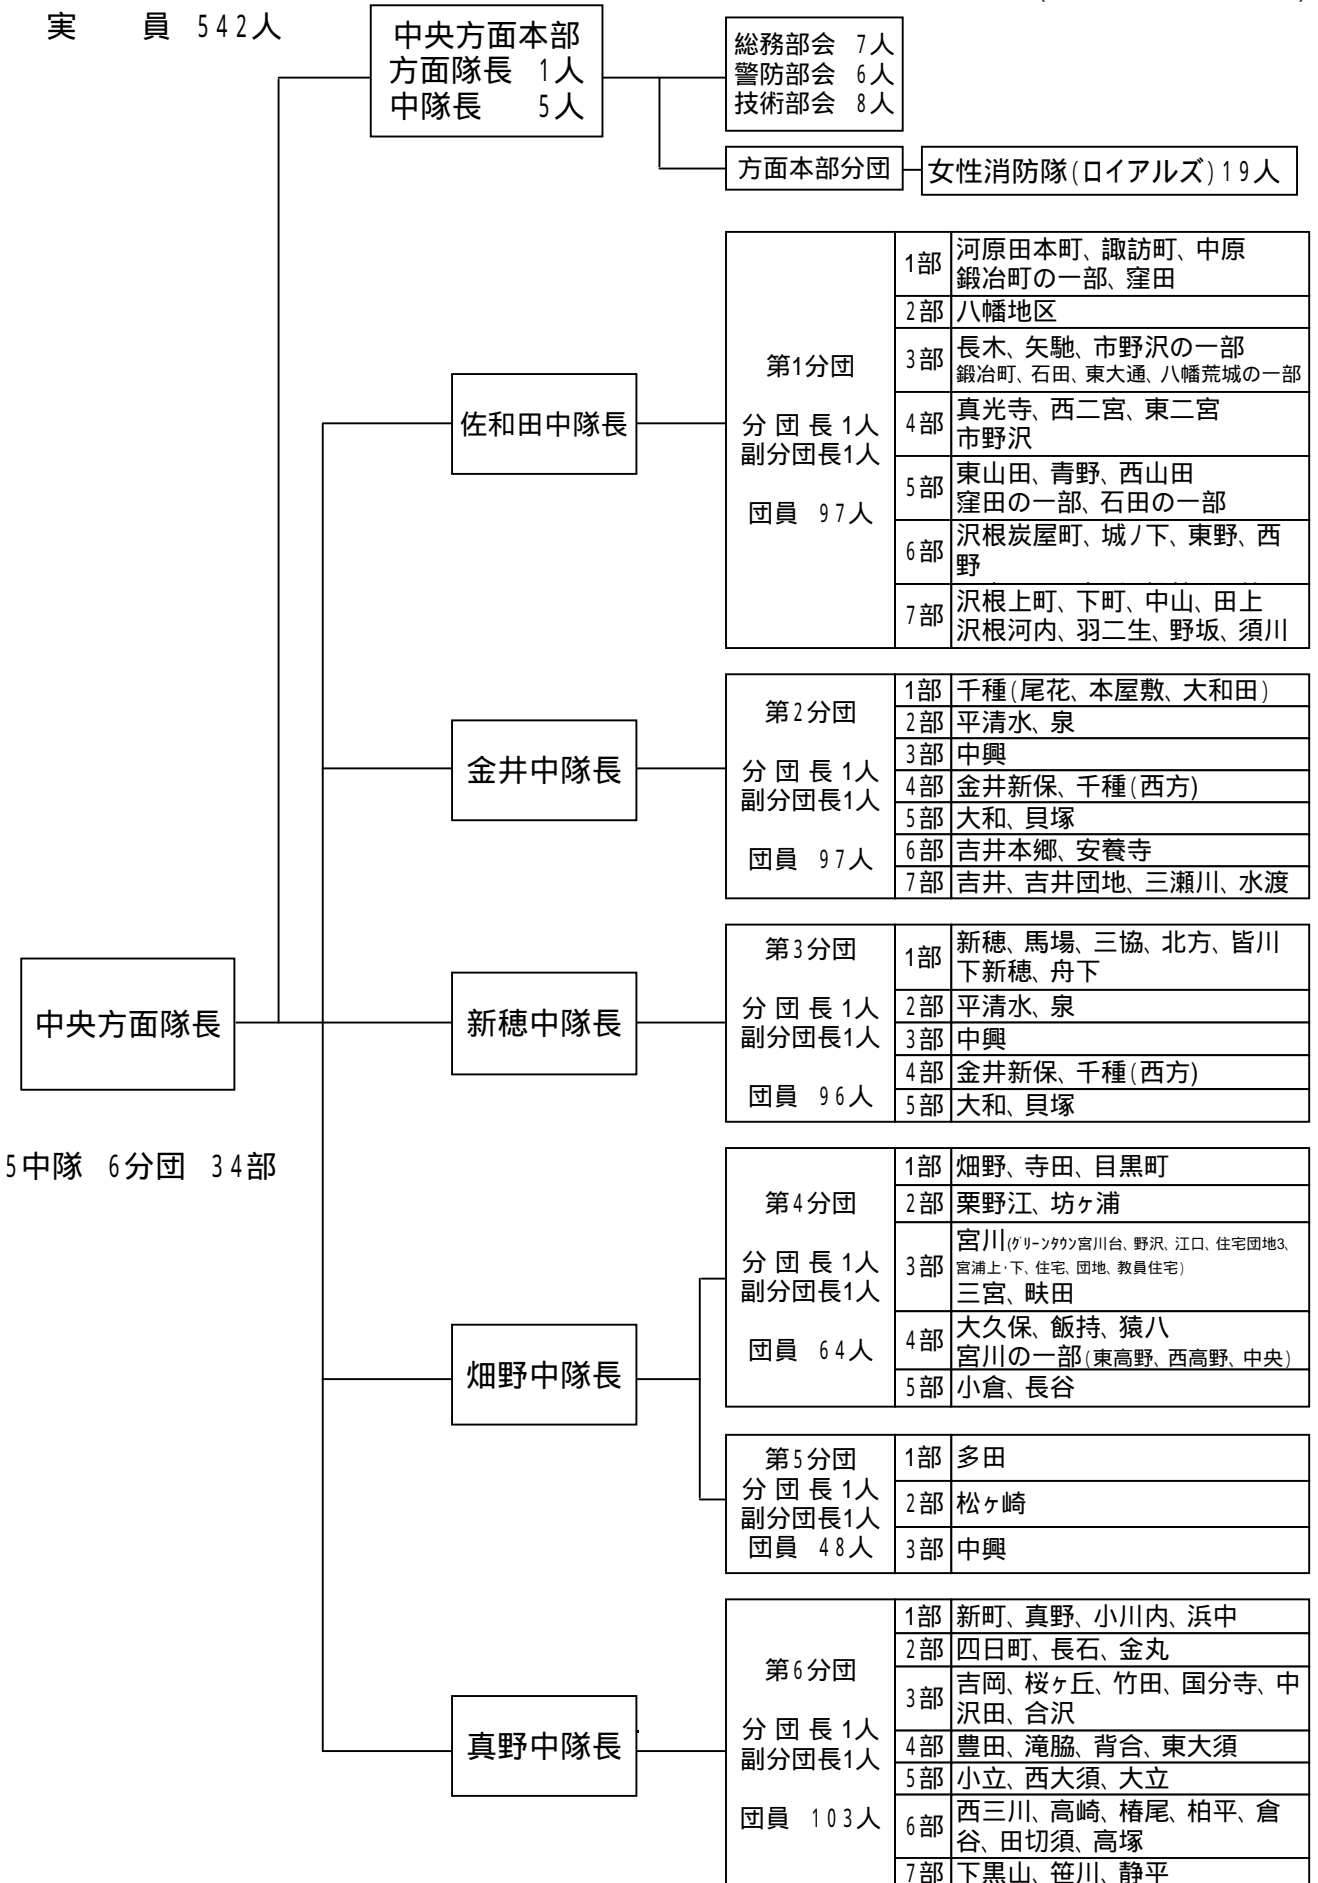 実　員 542人
中央方面本部
方面隊長 1人
中隊長 5人
総務部会 7人
警防部会 6人
技術部会 8人
方面本部分団
女性消防隊(ロイアルズ)19人
佐和田中隊長
第1分団
分団長1人
副分団長1人
団員 97人
1部 河原田本町、諏訪町、中原
鍛冶町の一部、窪田
2部 八幡地区
3部 長木、矢馳、市野沢の一部
鍛冶町、石田、東大通、八幡荒城の一部
4部 真光寺、西二宮、東二宮
市野沢
5部 東山田、青野、西山田
窪田の一部、石田の一部
6部 沢根炭屋町、城ノ下、東野、西
野
7部 沢根上町、下町、中山、田上
沢根河内、羽二生、野坂、須川
金井中隊長
第2分団
分団長1人
副分団長1人
団員 97人
1部 千種(尾花、本屋敷、大和田)
2部 平清水、泉
3部 中興
4部 金井新保、千種(西方)
5部 大和、貝塚
6部 吉井本郷、安養寺
7部 吉井、吉井団地、三瀬川、水渡
中央方面隊長
新穂中隊長
第3分団
分団長1人
副分団長1人
団員 96人
1部 新穂、馬場、三協、北方、皆川
下新穂、舟下
2部 平清水、泉
3部 中興
4部 金井新保、千種(西方)
5部 大和、貝塚
5中隊 6分団 34部
畑野中隊長
第4分団
分団長1人
副分団長1人
団員 64人
1部 畑野、寺田、目黒町
2部 栗野江、坊ヶ浦
3部 宮川(グリーンタウン宮川台、野沢、江口、住宅団地3、
宮浦上・下、住宅、団地、教員住宅)
三宮、畉田
4部 大久保、飯持、猿八
宮川の一部(東高野、西高野、中央)
5部 小倉、長谷
第5分団
分団長1人
副分団長1人
団員 48人
1部 多田
2部 松ヶ崎
3部 中興
真野中隊長
第6分団
分団長1人
副分団長1人
団員 103人
1部 新町、真野、小川内、浜中
2部 四日町、長石、金丸
3部 吉岡、桜ヶ丘、竹田、国分寺、中
沢田、合沢
4部 豊田、滝脇、背合、東大須
5部 小立、西大須、大立
6部 西三川、高崎、椿尾、柏平、倉
谷、田切須、高塚
7部 下黒山、笹川、静平